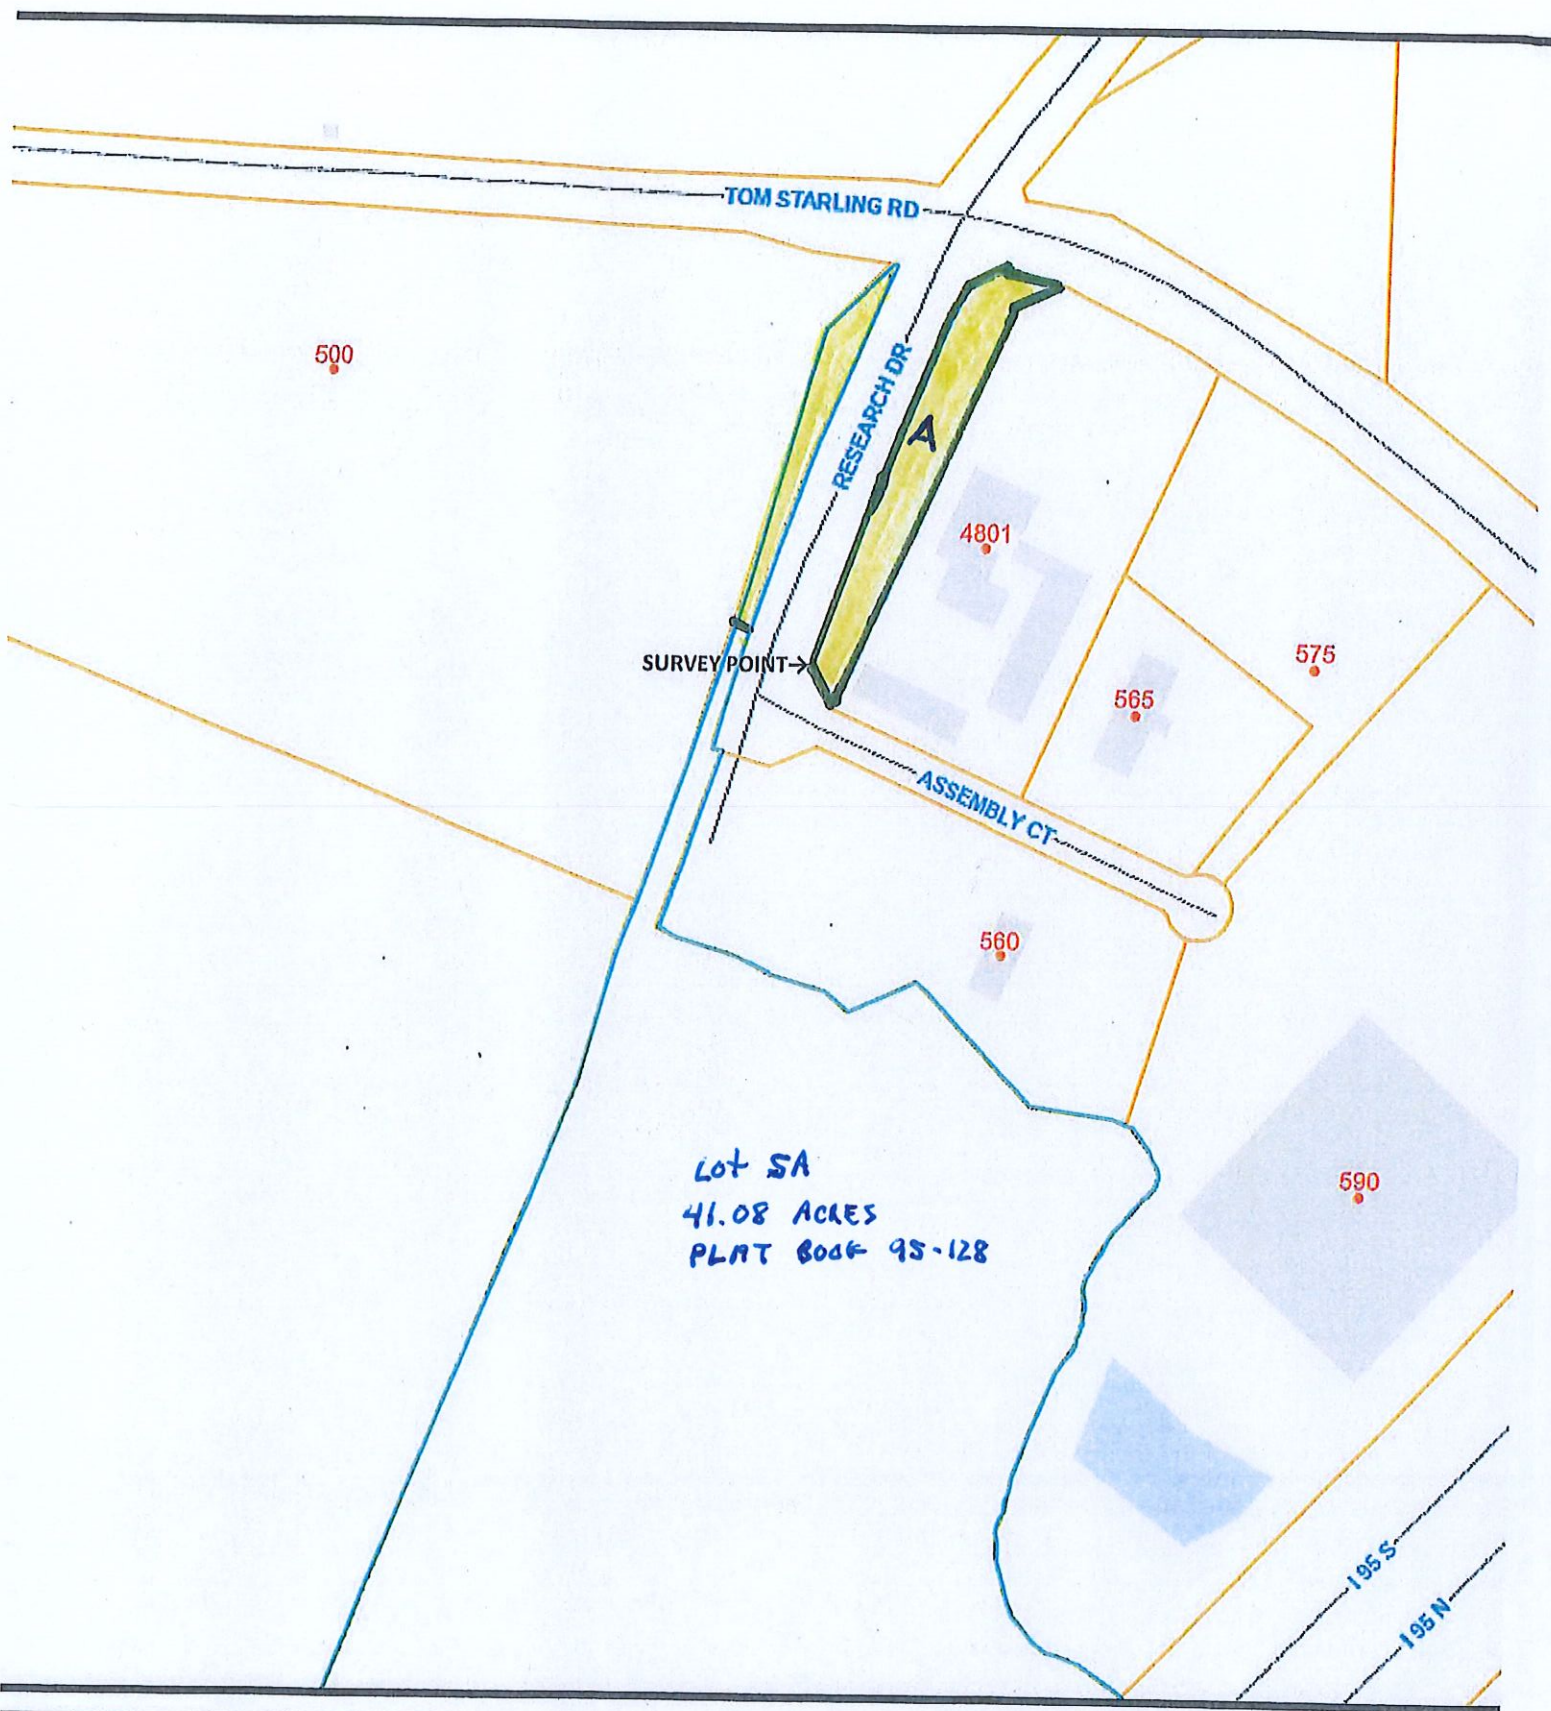 TOM STARLING RD
500
RESEARCH DR
A
4801
SURVEY POINT→
575
565
ASSEMBLY CT
560
Lot 5A
41.08 ACRES
PLAT BOOK 95-128
590
I 95 S
I 95 N